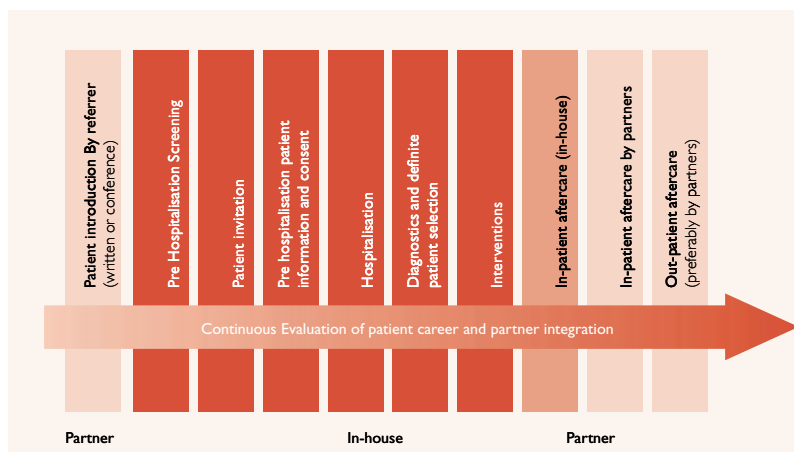 Patient introduction By referrer
(written or conference)
Pre Hospitalisation Screening
Patient invitation
Pre hospitalisation patient
information and consent
Hospitalisation
Diagnostics and definite
patient selection
Interventions
In-patient aftercare (in-house)
In-patient aftercare by partners
Out-patient aftercare
(preferably by partners)
Continuous Evaluation of patient career and partner integration
Partner
In-house
Partner